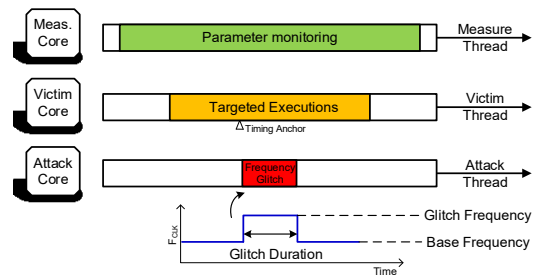 Meas.
Core
Parameter monitoring
Measure
Thread
Victim
Core
Targeted Executions
Victim
Thread
Timing Anchor
Attack
Core
Frequency
Glitch
Attack
Thread
F_CLK
Glitch Frequency
Base Frequency
Glitch Duration
Time